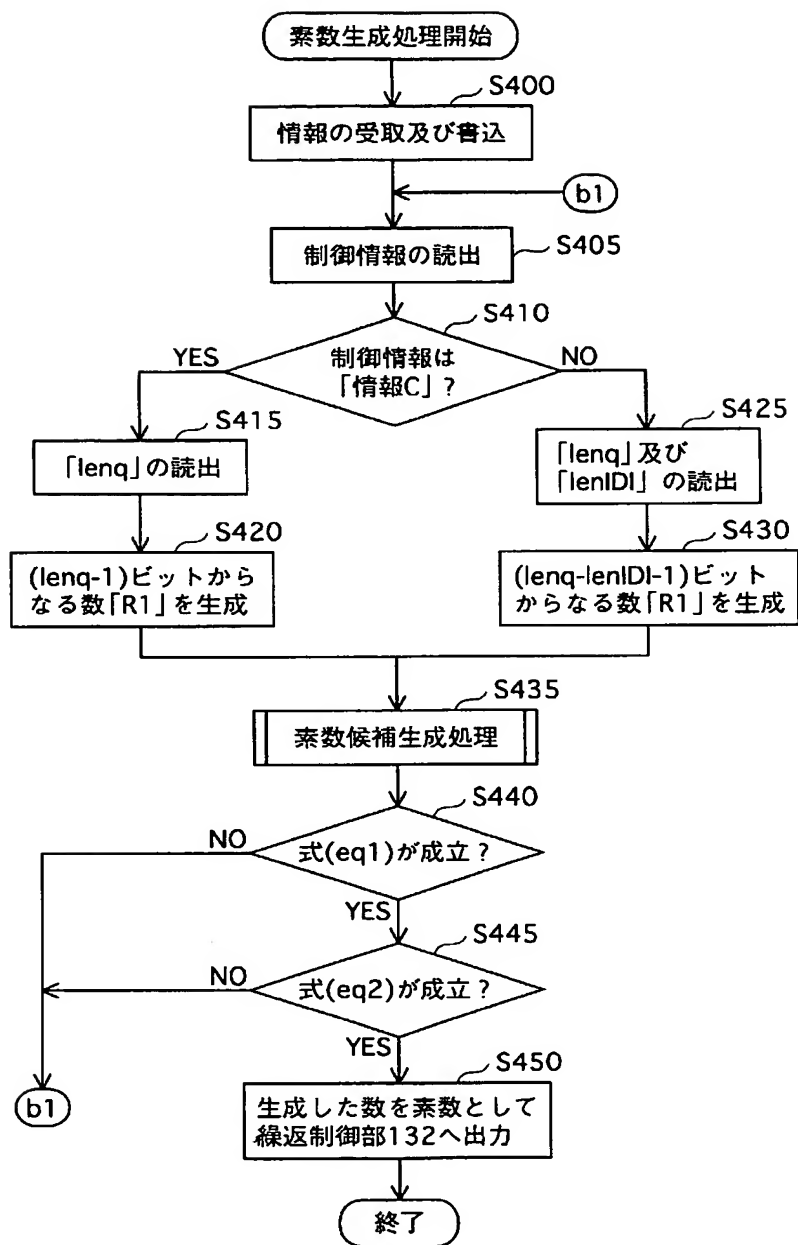 素数生成処理開始
S400
情報の受取及び書込
b1
制御情報の読出
S405
S410
制御情報は
「情報C」?
YES
NO
S415
「lenq」の読出
S425
「lenq」及び
「lenIDI」の読出
S420
(lenq-1)ビットから
なる数「R1」を生成
S430
(lenq-lenIDI-1)ビット
からなる数「R1」を生成
S435
素数候補生成処理
S440
式(eq1)が成立?
NO
YES
S445
式(eq2)が成立?
NO
YES
b1
S450
生成した数を素数として
繰返制御部132へ出力
終了